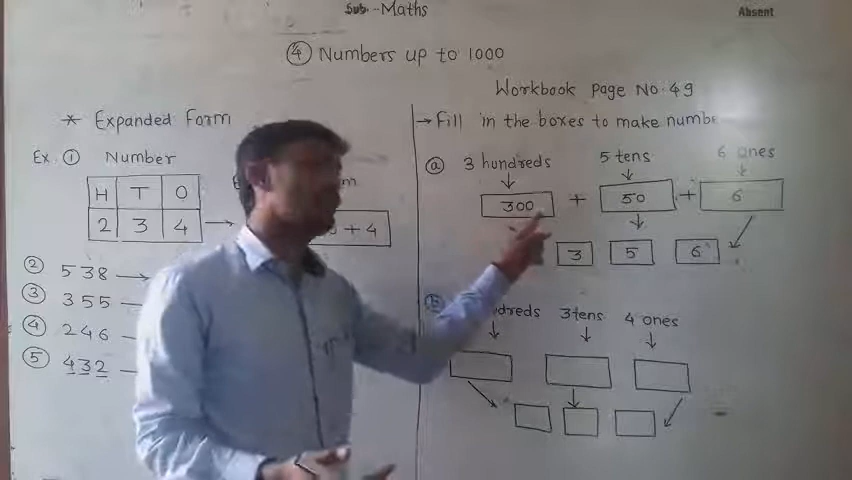 Sub.-Maths
Absent
④ Numbers up to 1000
Workbook Page No. 49
* Expanded Form
→ Fill in the boxes to make
Ex. ① Number
H T O
2 3 4 →
+ 4
② 538 →
③ 355
④ 246
⑤ 432
ⓐ 3 hundreds 5 tens 6 ones
300 + 50 + 6
3 5 6
3 tens 4 ones